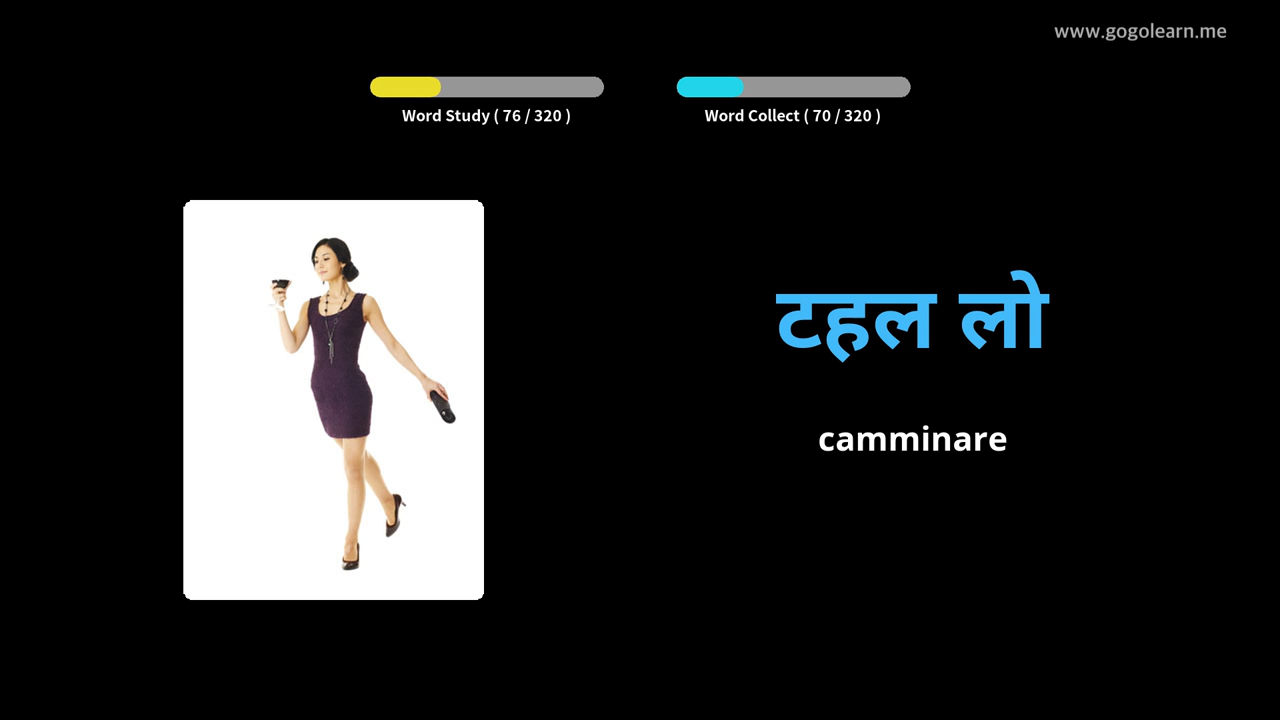 www.gogolearn.me
Word Study ( 76 / 320 )
Word Collect ( 70 / 320 )
टहल लो
camminare